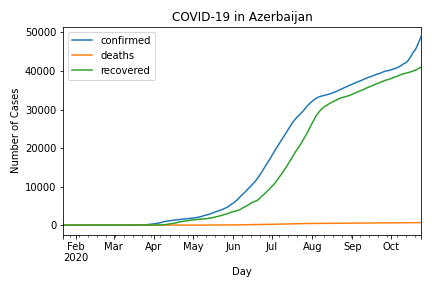 COVID-19 in Azerbaijan
50000
40000
30000
20000
10000
0
Number of Cases
confirmed
deaths
recovered
Feb Mar Apr May Jun Jul Aug Sep Oct
2020
Day